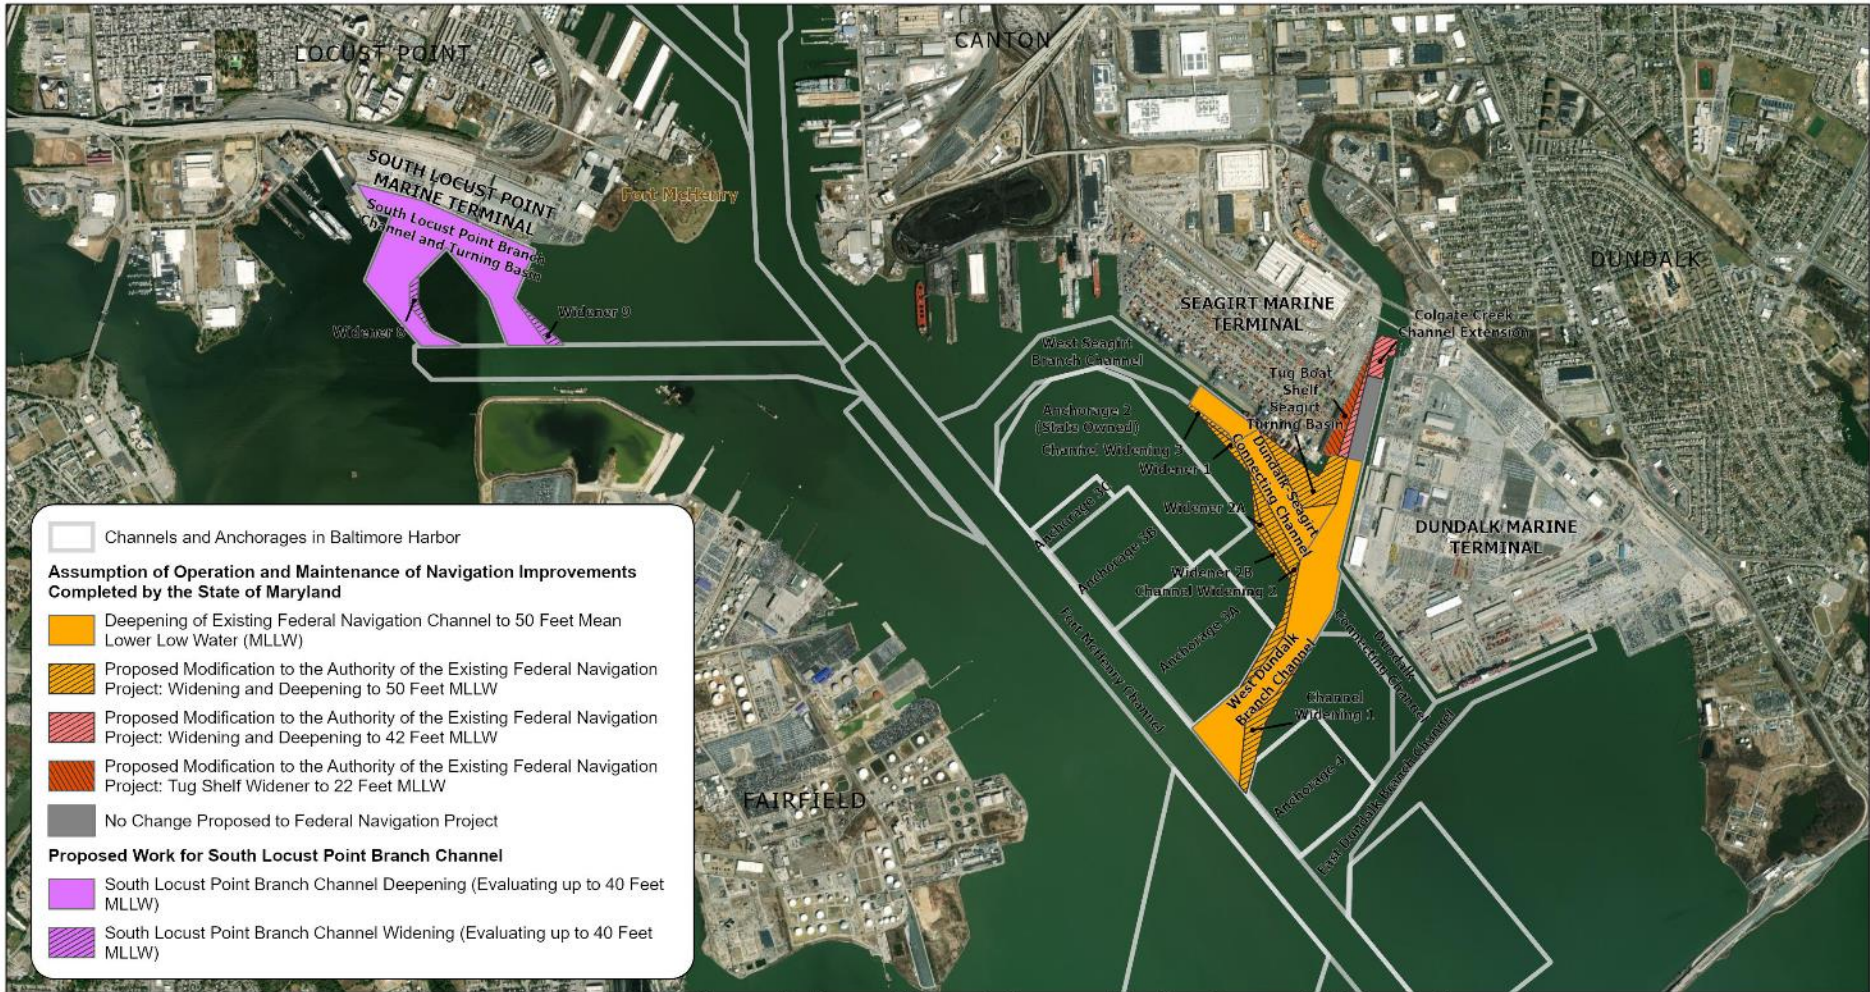 LOCUST POINT
CANTON
SOUTH LOCUST POINT
MARINE TERMINAL
Fort McHenry
South Locust Point Branch
Channel and Turning Basin
DUNDALK
Widener 9
Widener 8
SEAGIRT MARINE
TERMINAL
Colgate Creek
Channel Extension
West Seagirt
Branch Channel
Tug Boat
Shelf
Seagirt
Turning Basin
Anchorage 2
(State Owned)
Channel Widening 3
Widener 1
Dundalk-Seagirt
Connecting Channel
Anchorage 3C
Widener 2A
Anchorage 3B
DUNDALK MARINE
TERMINAL
Widener 2B
Channel Widening 2
Anchorage 3A
Fort McHenry Channel
West Dundalk
Branch Channel
Dundalk
Connecting Channel
Channel
Widening 1
Anchorage 4
East Dundalk Branch Channel
FAIRFIELD
Channels and Anchorages in Baltimore Harbor
Assumption of Operation and Maintenance of Navigation Improvements
Completed by the State of Maryland
Deepening of Existing Federal Navigation Channel to 50 Feet Mean
Lower Low Water (MLLW)
Proposed Modification to the Authority of the Existing Federal Navigation
Project: Widening and Deepening to 50 Feet MLLW
Proposed Modification to the Authority of the Existing Federal Navigation
Project: Widening and Deepening to 42 Feet MLLW
Proposed Modification to the Authority of the Existing Federal Navigation
Project: Tug Shelf Widener to 22 Feet MLLW
No Change Proposed to Federal Navigation Project
Proposed Work for South Locust Point Branch Channel
South Locust Point Branch Channel Deepening (Evaluating up to 40 Feet
MLLW)
South Locust Point Branch Channel Widening (Evaluating up to 40 Feet
MLLW)